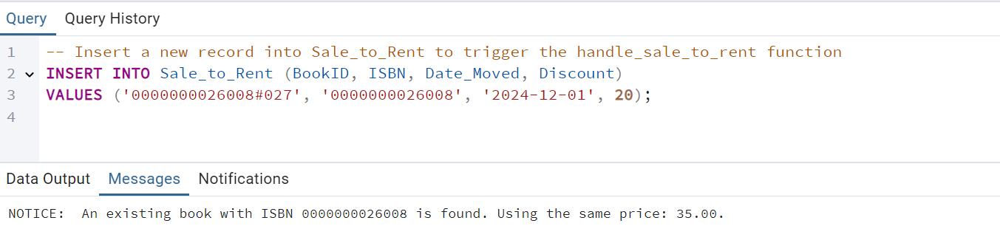 Query Query History
1 -- Insert a new record into Sale_to_Rent to trigger the handle_sale_to_rent function
2 INSERT INTO Sale_to_Rent (BookID, ISBN, Date_Moved, Discount)
3 VALUES ('0000000026008#027', '0000000026008', '2024-12-01', 20);
4
Data Output Messages Notifications
NOTICE:  An existing book with ISBN 0000000026008 is found. Using the same price: 35.00.